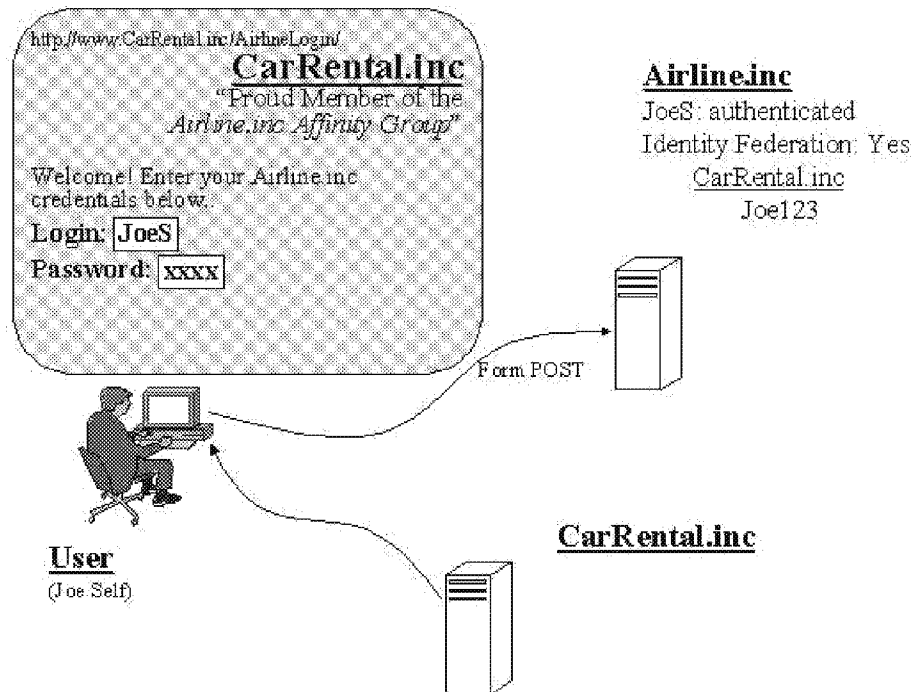 http://www.CarRental.inc/AirlineLogin/
CarRental.inc
“Proud Member of the
Airline.inc Affinity Group”
Welcome! Enter your Airline.inc
credentials below..
Login: JoeS
Password: xxxx
Airline.inc
JoeS: authenticated
Identity Federation: Yes
CarRental.inc
Joe123
Form POST
User
(Joe Self)
CarRental.inc